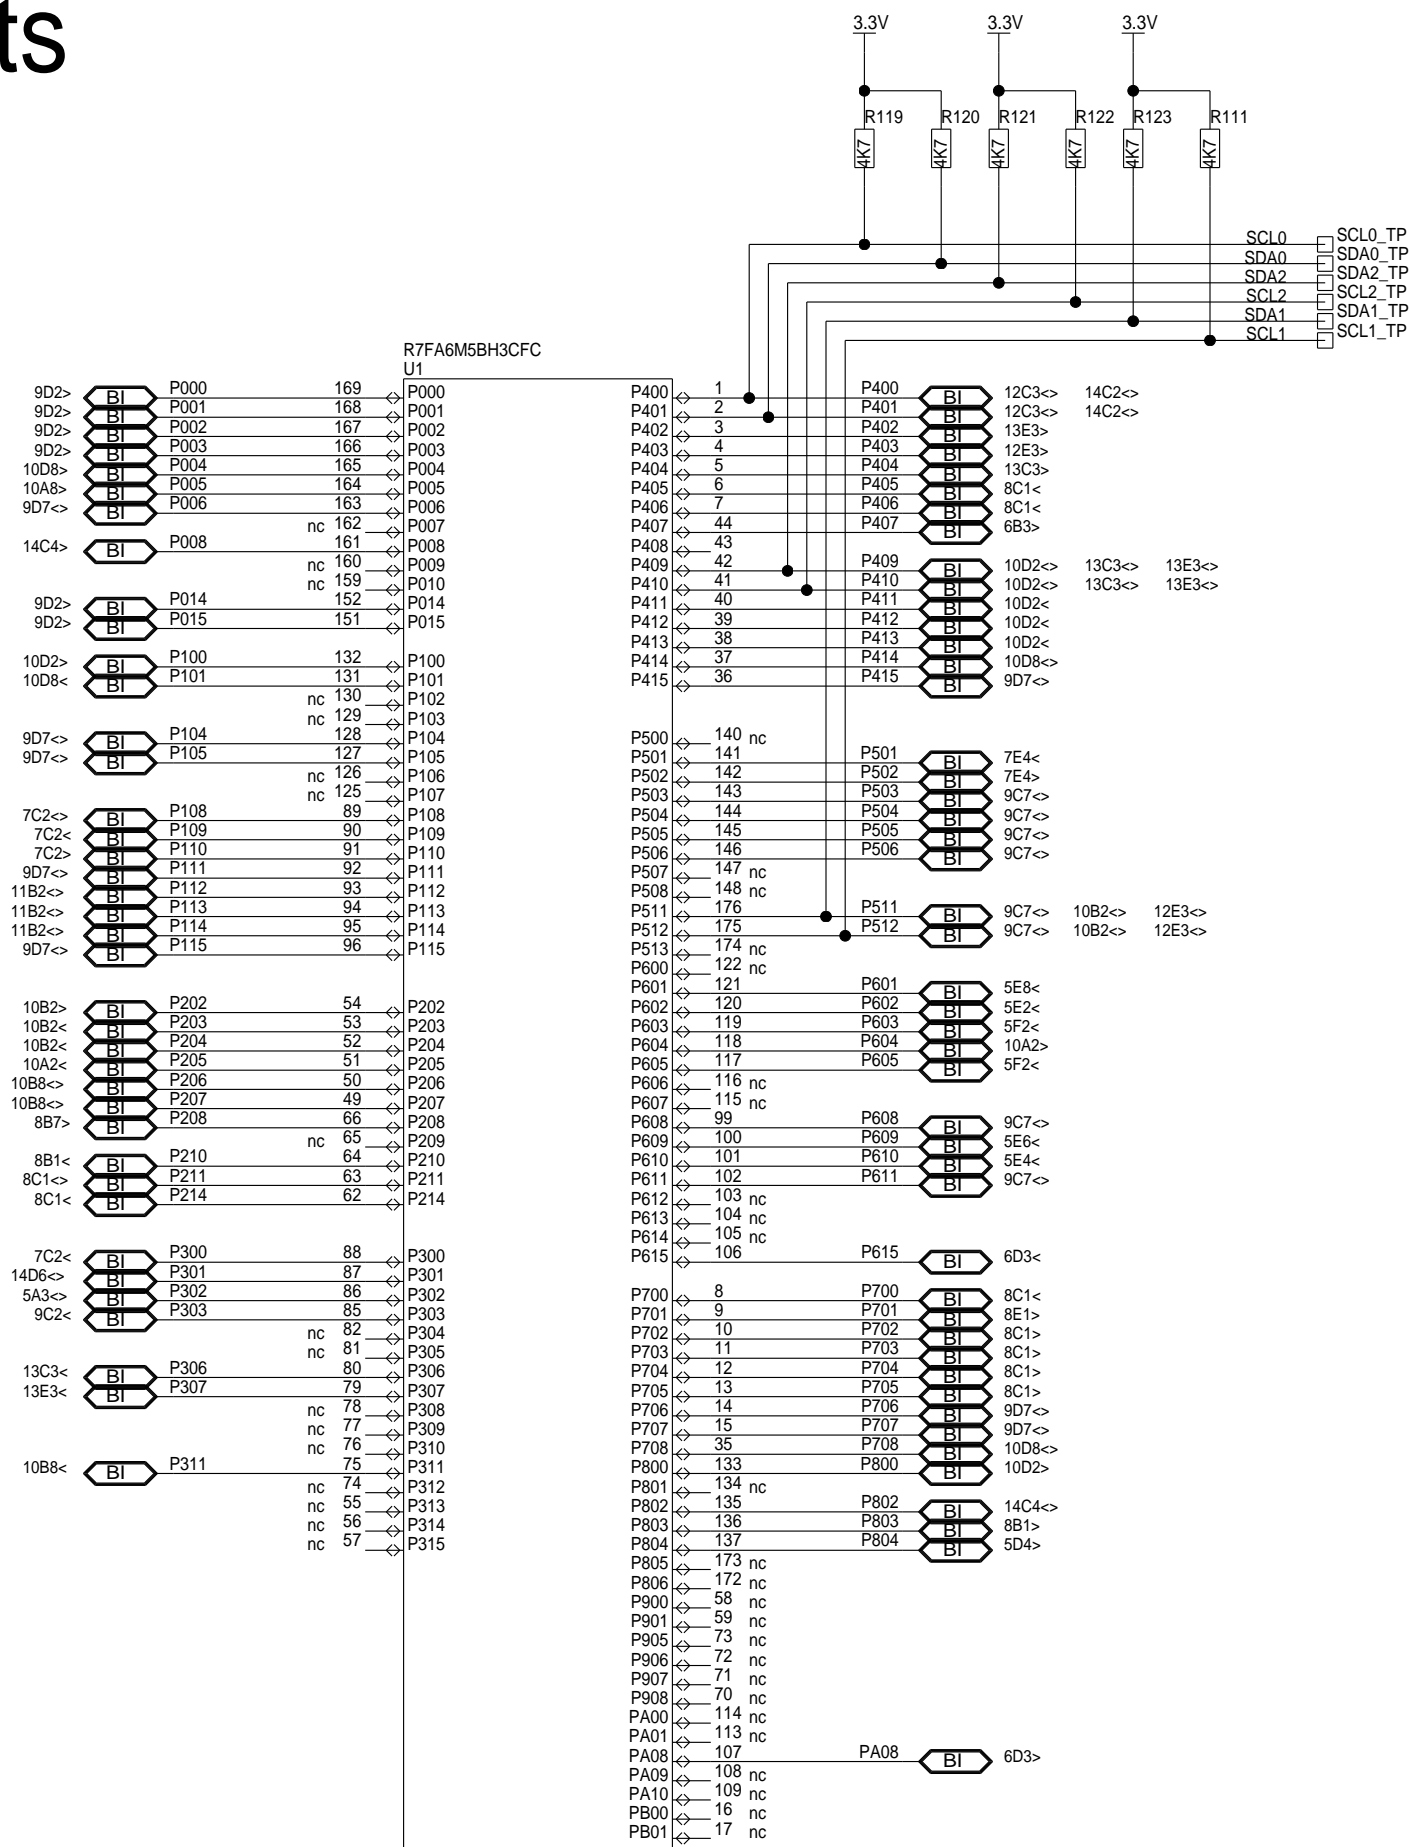 ts
3.3V 3.3V 3.3V
R119 R120 R121 R122 R123 R111
4K7 4K7 4K7 4K7 4K7 4K7
SCL0 SCL0_TP
SDA0 SDA0_TP
SDA2 SDA2_TP
SCL2 SCL2_TP
SDA1 SDA1_TP
SCL1 SCL1_TP
R7FA6M5BH3CFC
U1
9D2> BI P000 169 P000
9D2> BI P001 168 P001
9D2> BI P002 167 P002
9D2> BI P003 166 P003
10D8> BI P004 165 P004
10A8> BI P005 164 P005
9D7<> BI P006 163 P006
nc 162 P007
14C4> BI P008 161 P008
nc 160 P009
nc 159 P010
9D2> BI P014 152 P014
9D2> BI P015 151 P015
10D2> BI P100 132 P100
10D8< BI P101 131 P101
nc 130 P102
nc 129 P103
9D7<> BI P104 128 P104
9D7<> BI P105 127 P105
nc 126 P106
nc 125 P107
7C2<> BI P108 89 P108
7C2< BI P109 90 P109
7C2> BI P110 91 P110
9D7<> BI P111 92 P111
11B2<> BI P112 93 P112
11B2<> BI P113 94 P113
11B2<> BI P114 95 P114
9D7<> BI P115 96 P115
10B2> BI P202 54 P202
10B2< BI P203 53 P203
10B2< BI P204 52 P204
10A2< BI P205 51 P205
10B8<> BI P206 50 P206
10B8<> BI P207 49 P207
8B7> BI P208 66 P208
nc 65 P209
8B1< BI P210 64 P210
8C1<> BI P211 63 P211
8C1< BI P214 62 P214
7C2< BI P300 88 P300
14D6<> BI P301 87 P301
5A3<> BI P302 86 P302
9C2< BI P303 85 P303
nc 82 P304
nc 81 P305
13C3< BI P306 80 P306
13E3< BI P307 79 P307
nc 78 P308
nc 77 P309
nc 76 P310
10B8< BI P311 75 P311
nc 74 P312
nc 55 P313
nc 56 P314
nc 57 P315
P400 1 P400 BI 12C3<> 14C2<>
P401 2 P401 BI 12C3<> 14C2<>
P402 3 P402 BI 13E3>
P403 4 P403 BI 12E3>
P404 5 P404 BI 13C3>
P405 6 P405 BI 8C1<
P406 7 P406 BI 8C1<
P407 44 P407 BI 6B3>
P408 43
P409 42 P409 BI 10D2<> 13C3<> 13E3<>
P410 41 P410 BI 10D2<> 13C3<> 13E3<>
P411 40 P411 BI 10D2<
P412 39 P412 BI 10D2<
P413 38 P413 BI 10D2<
P414 37 P414 BI 10D8<>
P415 36 P415 BI 9D7<>
P500 140 nc
P501 141 P501 BI 7E4<
P502 142 P502 BI 7E4>
P503 143 P503 BI 9C7<>
P504 144 P504 BI 9C7<>
P505 145 P505 BI 9C7<>
P506 146 P506 BI 9C7<>
P507 147 nc
P508 148 nc
P511 176 P511 BI 9C7<> 10B2<> 12E3<>
P512 175 P512 BI 9C7<> 10B2<> 12E3<>
P513 174 nc
P600 122 nc
P601 121 P601 BI 5E8<
P602 120 P602 BI 5E2<
P603 119 P603 BI 5F2<
P604 118 P604 BI 10A2>
P605 117 P605 BI 5F2<
P606 116 nc
P607 115 nc
P608 99 P608 BI 9C7<>
P609 100 P609 BI 5E6<
P610 101 P610 BI 5E4<
P611 102 P611 BI 9C7<>
P612 103 nc
P613 104 nc
P614 105 nc
P615 106 P615 BI 6D3<
P700 8 P700 BI 8C1<
P701 9 P701 BI 8E1>
P702 10 P702 BI 8C1>
P703 11 P703 BI 8C1>
P704 12 P704 BI 8C1>
P705 13 P705 BI 8C1>
P706 14 P706 BI 9D7<>
P707 15 P707 BI 9D7<>
P708 35 P708 BI 10D8<>
P800 133 P800 BI 10D2>
P801 134 nc
P802 135 P802 BI 14C4<>
P803 136 P803 BI 8B1>
P804 137 P804 BI 5D4>
P805 173 nc
P806 172 nc
P900 58 nc
P901 59 nc
P905 73 nc
P906 72 nc
P907 71 nc
P908 70 nc
PA00 114 nc
PA01 113 nc
PA08 107 PA08 BI 6D3>
PA09 108 nc
PA10 109 nc
PB00 16 nc
PB01 17 nc